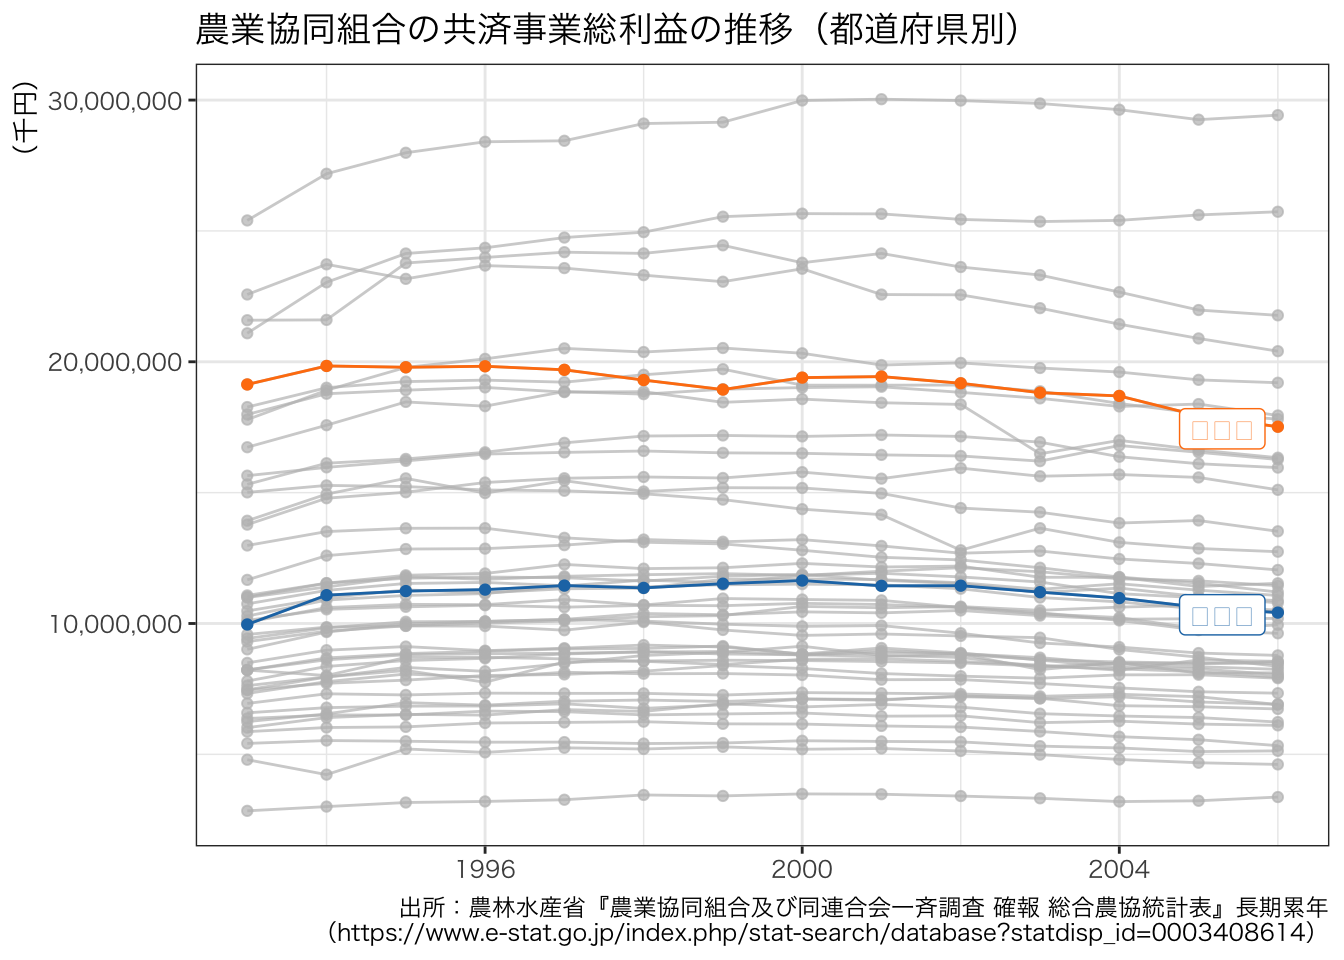 農業協同組合の共済事業総利益の推移（都道府県別）
（千円）
30,000,000
20,000,000
10,000,000
1996
2000
2004
出所：農林水産省『農業協同組合及び同連合会一斉調査 確報 総合農協統計表』長期累年
（https://www.e-stat.go.jp/index.php/stat-search/database?statdisp_id=0003408614）